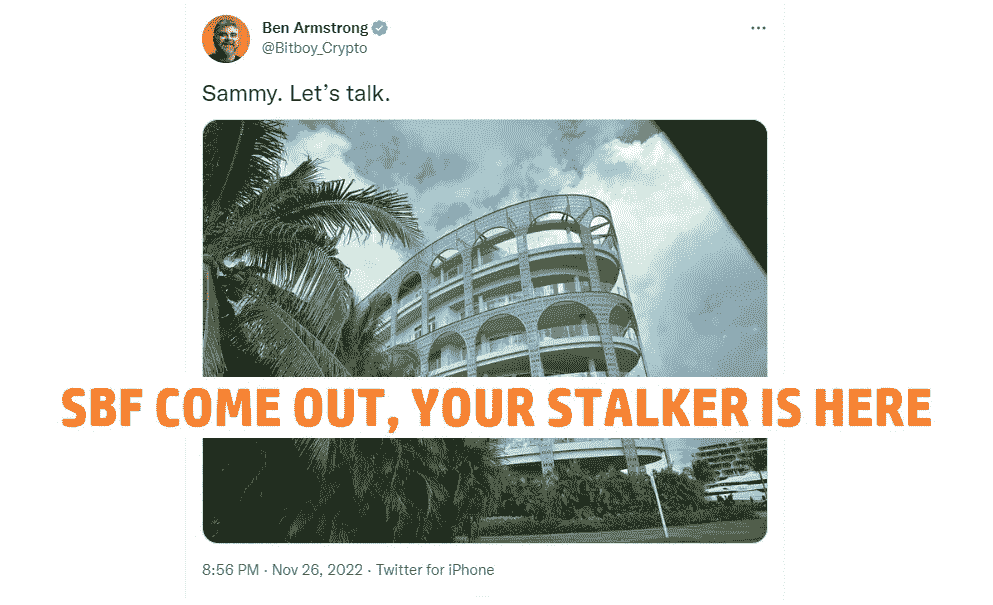 Ben Armstrong
@Bitboy_Crypto
Sammy. Let’s talk.
SBF COME OUT, YOUR STALKER IS HERE
8:56 PM · Nov 26, 2022 · Twitter for iPhone